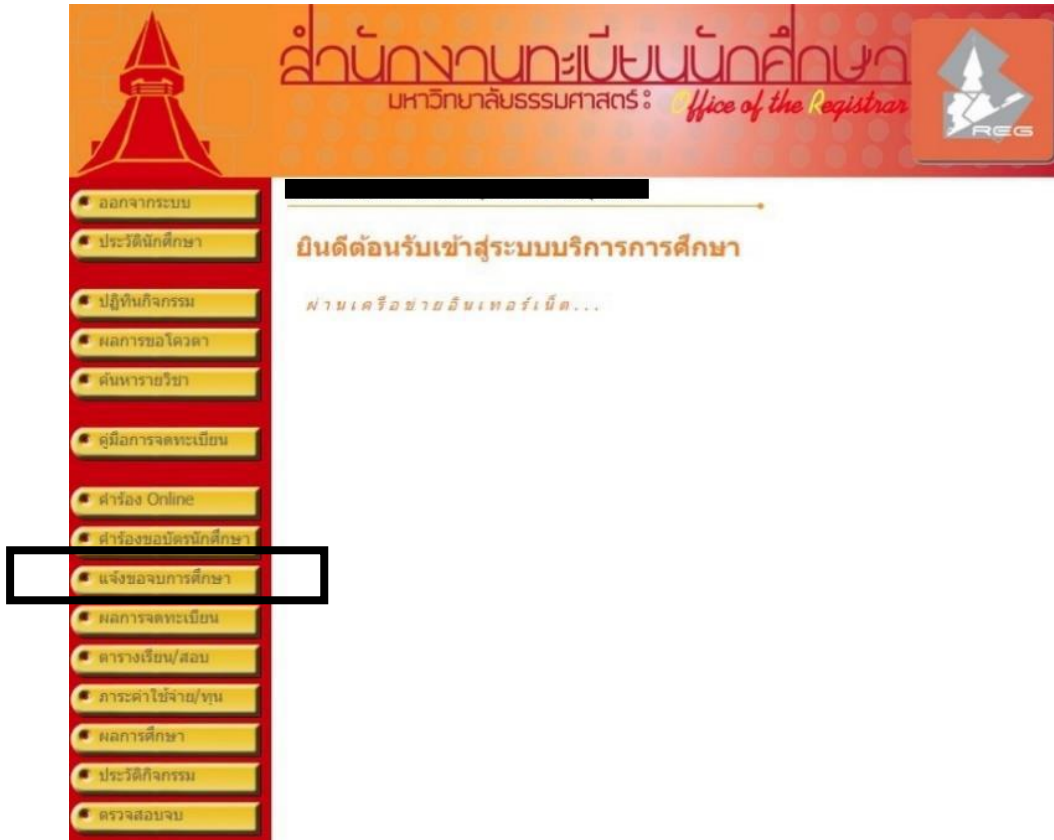 สำนักงานทะเบียนนักศึกษา
มหาวิทยาลัยธรรมศาสตร์ : Office of the Registrar
REG
ออกจากระบบ
ประวัตินักศึกษา
ปฏิทินกิจกรรม
ผลการขอโควตา
ค้นหารายวิชา
คู่มือการจดทะเบียน
คำร้อง Online
คำร้องขอบัตรนักศึกษา
แจ้งขอจบการศึกษา
ผลการจดทะเบียน
ตารางเรียน/สอบ
ภาระค่าใช้จ่าย/ทุน
ผลการศึกษา
ประวัติกิจกรรม
ตรวจสอบจบ
ยินดีต้อนรับเข้าสู่ระบบบริการการศึกษา
ผ่านเครือข่ายอินเทอร์เน็ต...